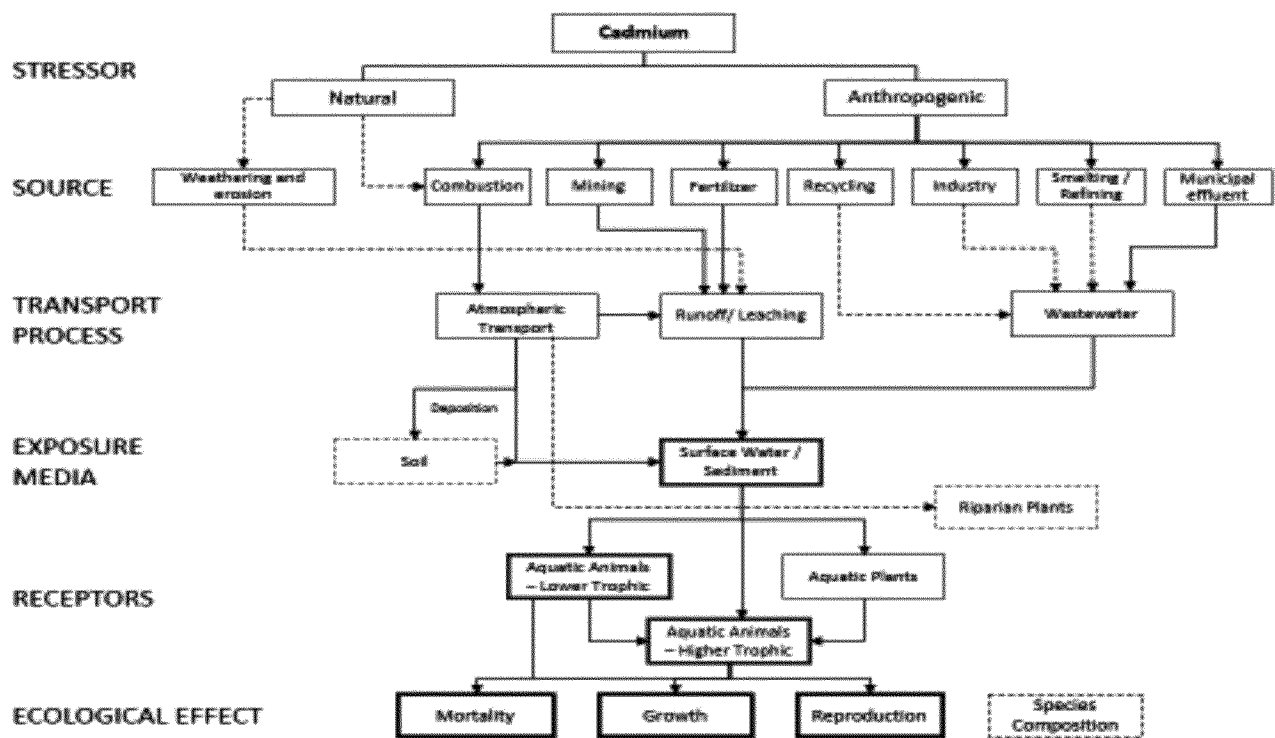 Cadmium
STRESSOR
Natural
Anthropogenic
SOURCE
Weathering and
erosion
Combustion
Mining
Fertilizer
Recycling
Industry
Smelting /
Refining
Municipal
effluent
TRANSPORT
PROCESS
Atmospheric
Transport
Runoff/ Leaching
Wastewater
Deposition
EXPOSURE
MEDIA
Soil
Surface Water /
Sediment
Riparian Plants
RECEPTORS
Aquatic Animals
– Lower Trophic
Aquatic Plants
Aquatic Animals
– Higher Trophic
ECOLOGICAL EFFECT
Mortality
Growth
Reproduction
Species
Composition